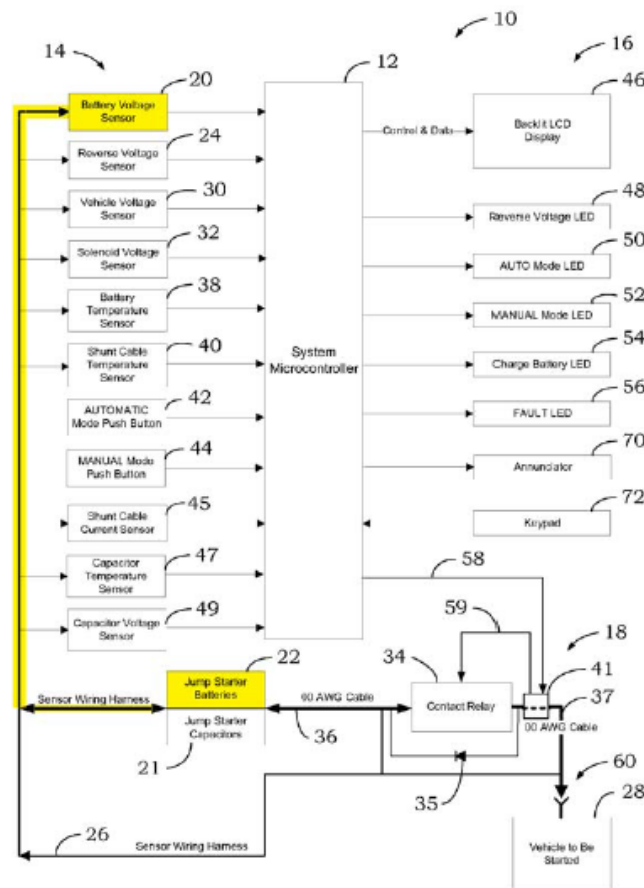 10
14
12
16
20
46
Battery Voltage
Sensor
Control & Data
Backlit LCD
Display
24
Reverse Voltage
Sensor
30
48
Vehicle Voltage
Sensor
Reverse Voltage LED
32
50
Solenoid Voltage
Sensor
AUTO Mode LED
38
52
Battery
Temperature
Sensor
MANUAL Mode LED
40
54
Shunt Cable
Temperature
Sensor
System
Microcontroller
Charge Battery LED
42
56
AUTOMATIC
Mode Push Button
FAULT LED
44
70
MANUAL Mode
Push Button
Annunciator
45
72
Shunt Cable
Current Sensor
Keypad
47
58
Capacitor
Temperature
Sensor
49
59
18
Capacitor Voltage
Sensor
22
34
41
Jump Starter
Batteries
37
Sensor Wiring Harness
00 AWG Cable
Contact Relay
Jump Starter
Capacitors
00 AWG Cable
36
21
60
35
28
26
Sensor Wiring Harness
Vehicle to Be
Started